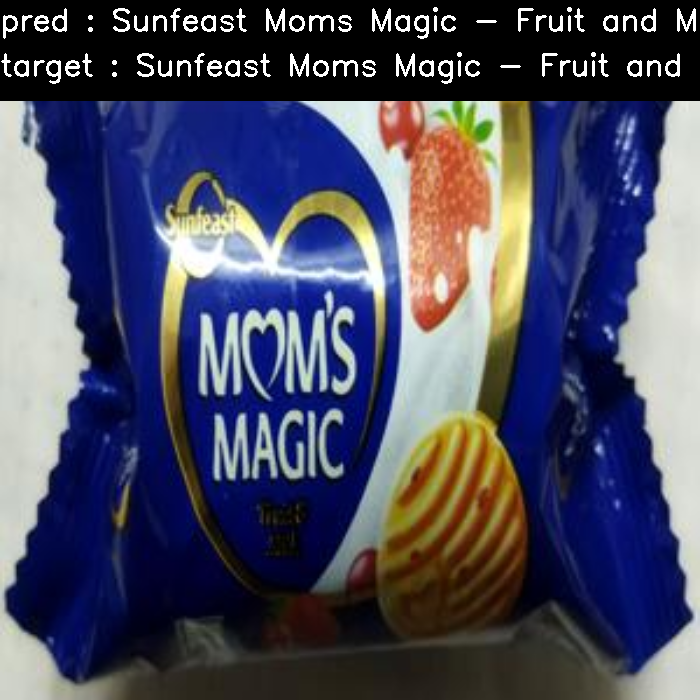 pred : Sunfeast Moms Magic – Fruit and M
target : Sunfeast Moms Magic – Fruit and
Sunfeast
MOM'S
MAGIC